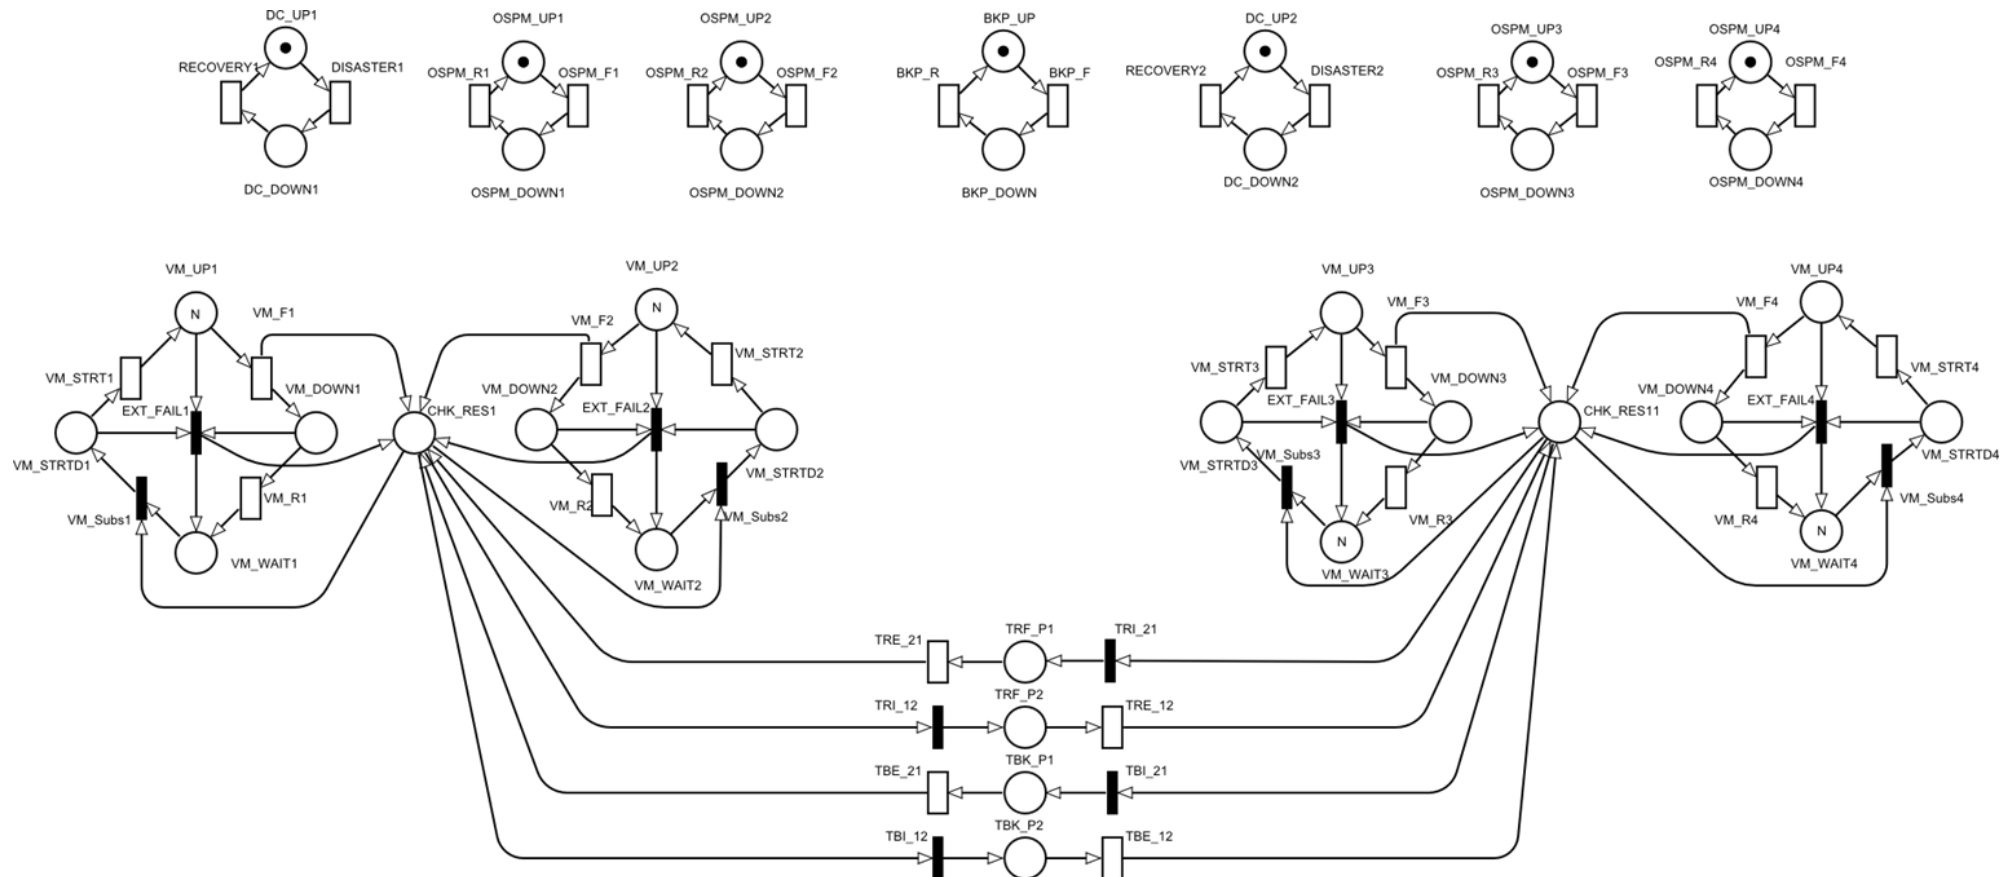 DC_UP1
OSPM_UP1
OSPM_UP2
BKP_UP
DC_UP2
OSPM_UP3
OSPM_UP4
RECOVERY1
DISASTER1
OSPM_R1
OSPM_F1
OSPM_R2
OSPM_F2
BKP_R
BKP_F
RECOVERY2
DISASTER2
OSPM_R3
OSPM_F3
OSPM_R4
OSPM_F4
DC_DOWN1
OSPM_DOWN1
OSPM_DOWN2
BKP_DOWN
DC_DOWN2
OSPM_DOWN3
OSPM_DOWN4
VM_UP1
VM_UP2
VM_UP3
VM_UP4
N
VM_F1
VM_F2
N
VM_F3
VM_F4
VM_STRT1
VM_DOWN1
VM_DOWN2
VM_STRT2
VM_STRT3
VM_DOWN3
VM_DOWN4
VM_STRT4
EXT_FAIL1
CHK_RES1
EXT_FAIL2
EXT_FAIL3
CHK_RES11
EXT_FAIL4
VM_STRTD1
VM_STRTD2
VM_STRTD3
VM_Subs3
VM_STRTD4
VM_Subs1
VM_R1
VM_R2
VM_Subs2
VM_R3
VM_R4
VM_Subs4
N
N
VM_WAIT1
VM_WAIT2
VM_WAIT3
VM_WAIT4
TRE_21
TRF_P1
TRI_21
TRI_12
TRF_P2
TRE_12
TBE_21
TBK_P1
TBI_21
TBI_12
TBK_P2
TBE_12